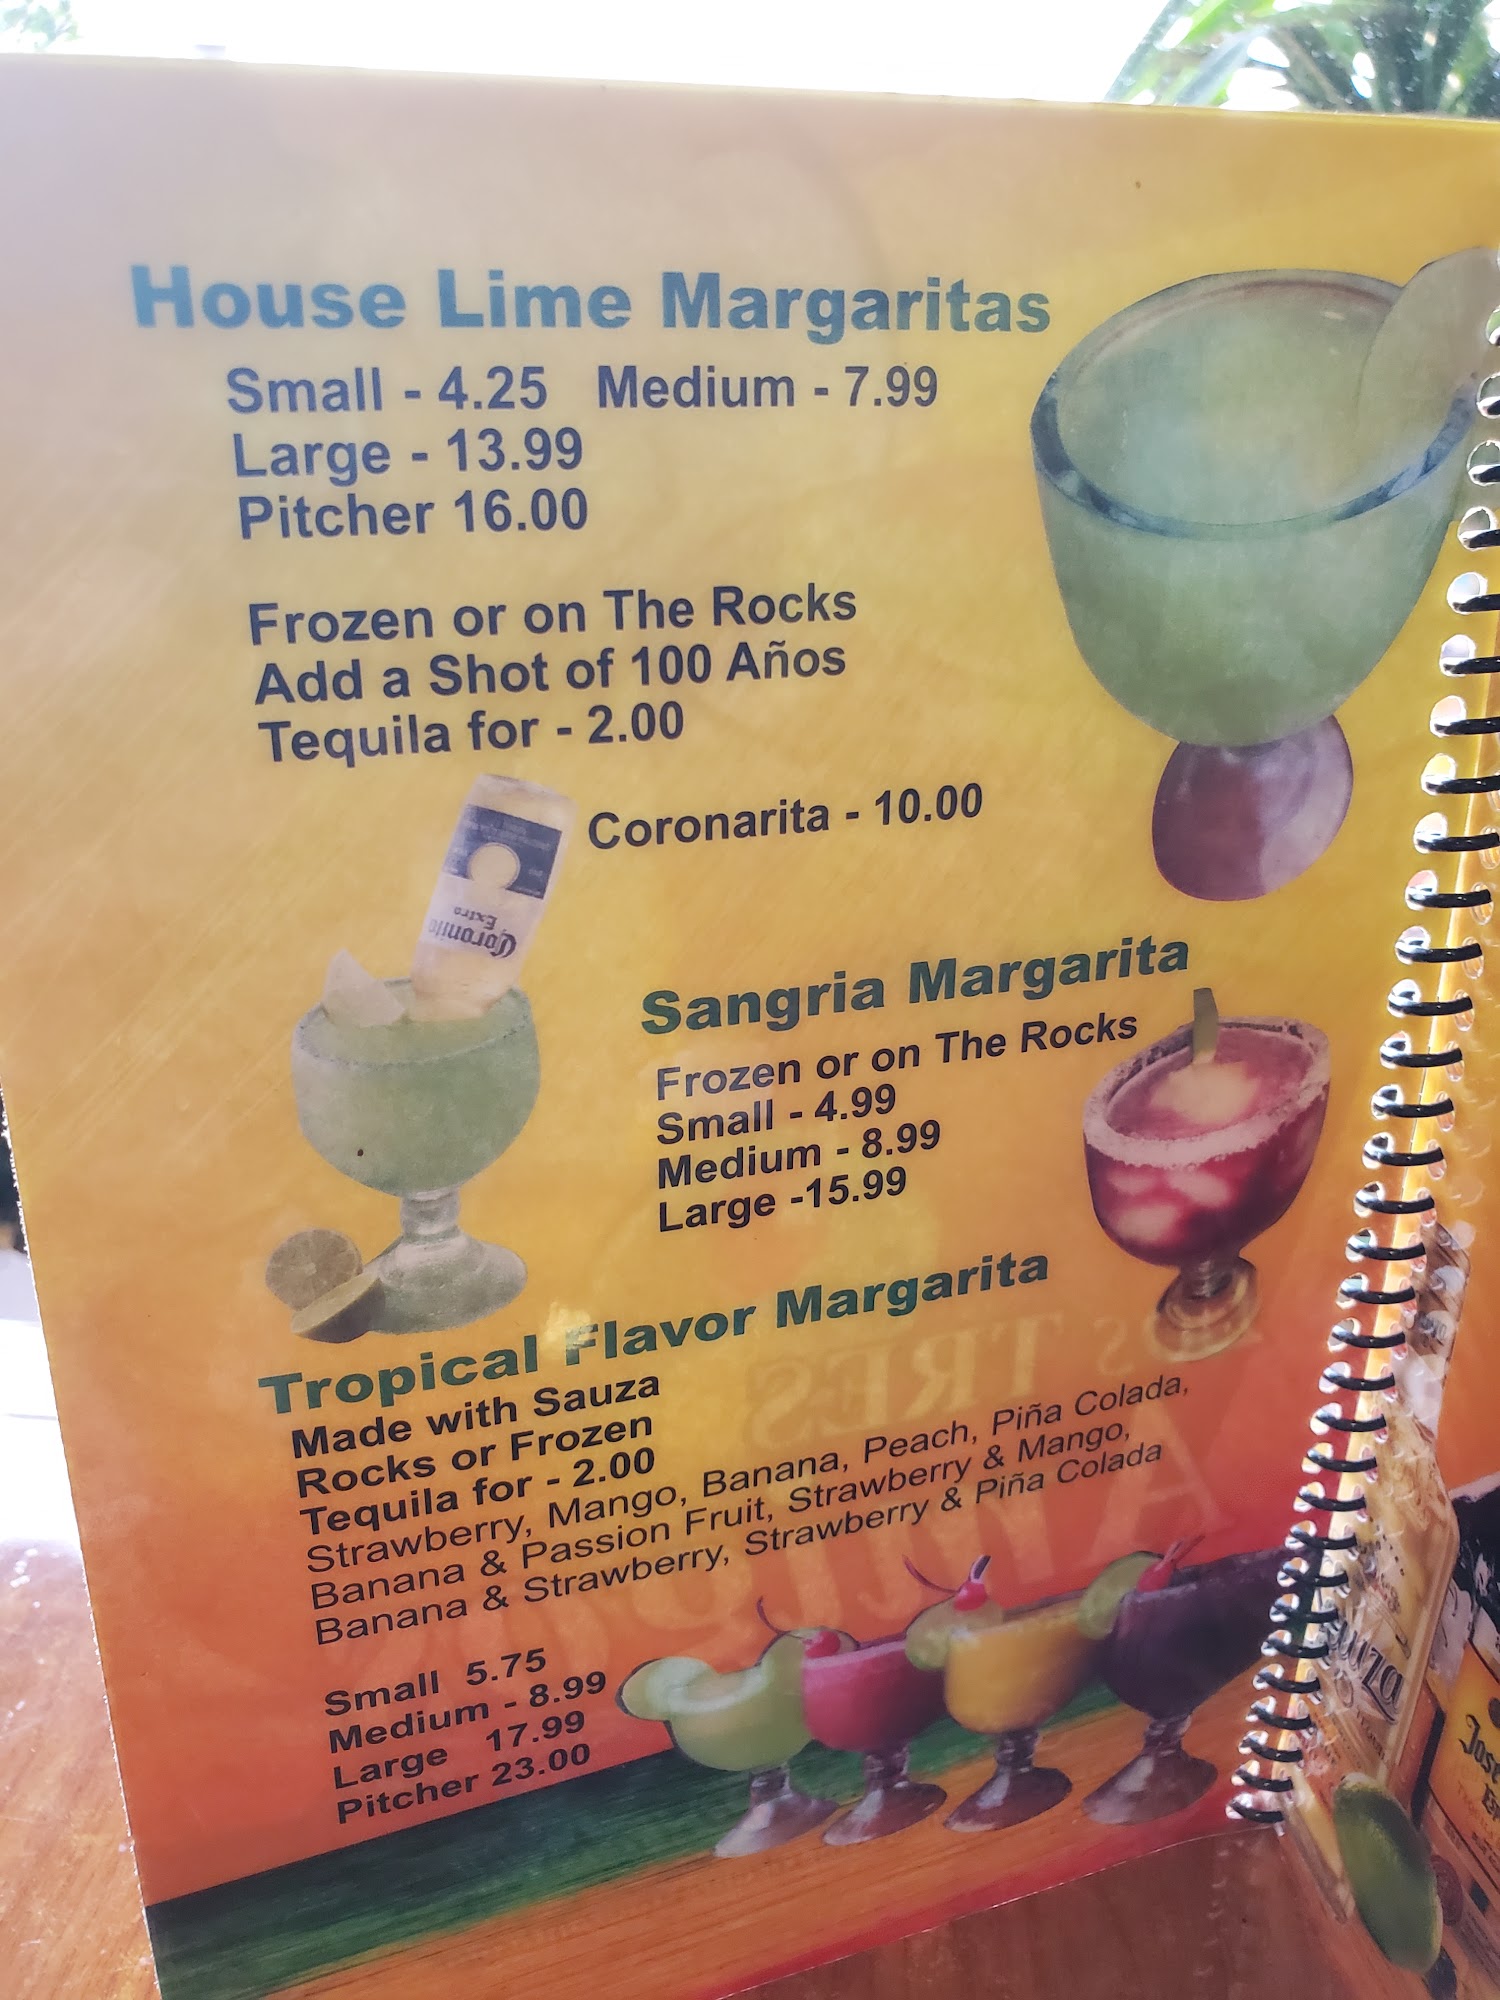 House Lime Margaritas
Small - 4.25 Medium - 7.99
Large - 13.99
Pitcher 16.00
Frozen or on The Rocks
Add a Shot of 100 Años
Tequila for - 2.00
Coronarita - 10.00
Coronita
Extra
Sangria Margarita
Frozen or on The Rocks
Small - 4.99
Medium - 8.99
Large -15.99
Tropical Flavor Margarita
Made with Sauza
Rocks or Frozen
Tequila for - 2.00
Strawberry, Mango, Banana, Peach, Piña Colada,
Banana & Passion Fruit, Strawberry & Mango,
Banana & Strawberry, Strawberry & Piña Colada
Small 5.75
Medium - 8.99
Large 17.99
Pitcher 23.00